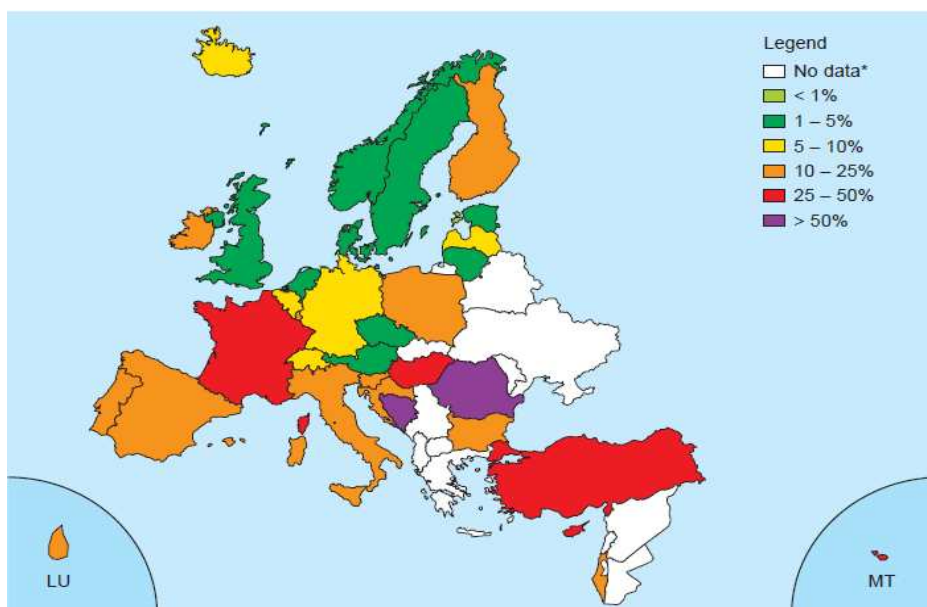 Legend
No data*
< 1%
1 – 5%
5 – 10%
10 – 25%
25 – 50%
> 50%
LU
MT